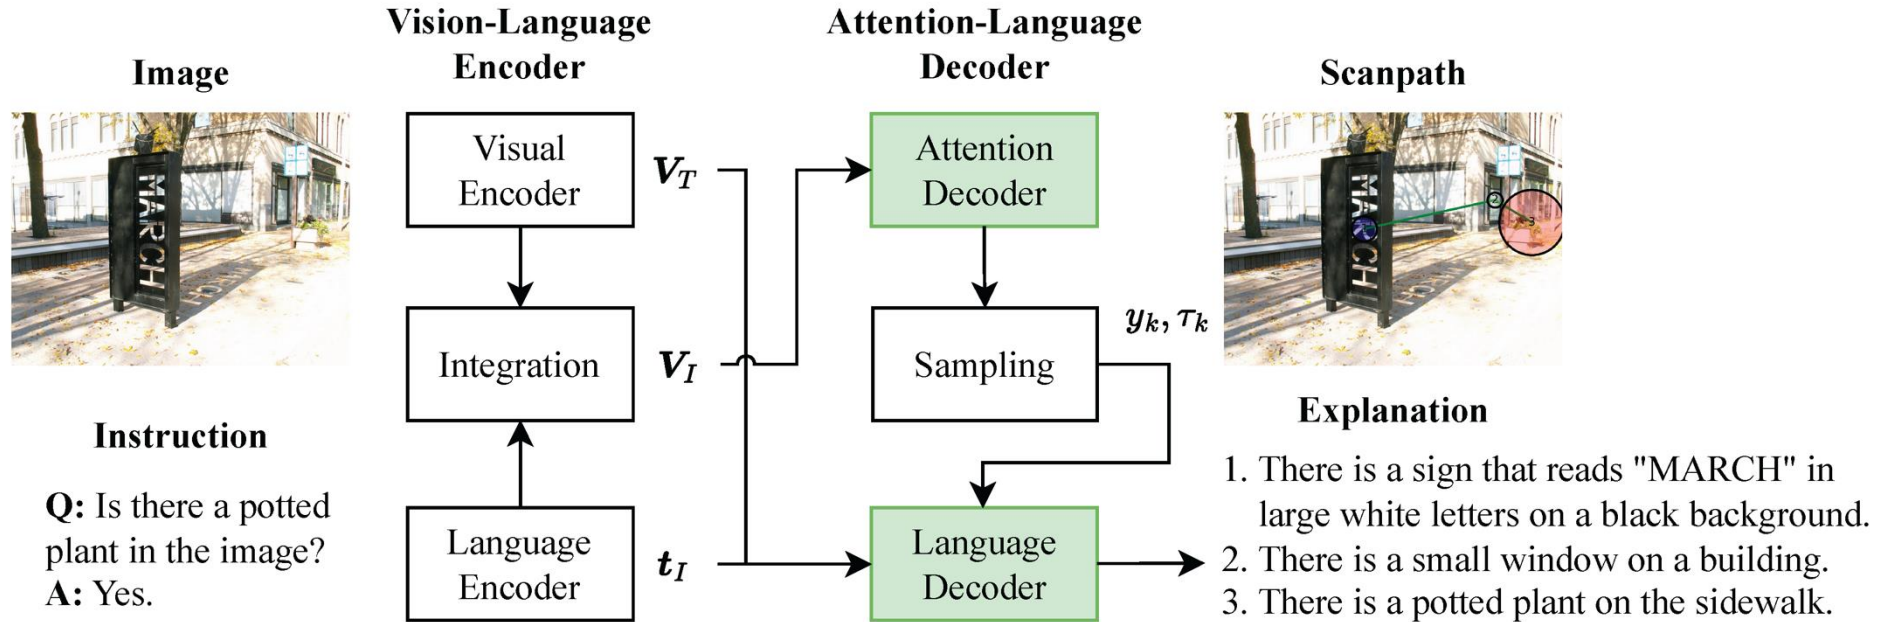 Image
Vision-Language
Encoder
Attention-Language
Decoder
Scanpath
MARCH
Visual
Encoder
V_T
Attention
Decoder
MARCH
2
3
Integration
V_I
Sampling
y_k, τ_k
Instruction
Q: Is there a potted
plant in the image?
A: Yes.
Language
Encoder
t_I
Language
Decoder
Explanation
1. There is a sign that reads "MARCH" in
large white letters on a black background.
2. There is a small window on a building.
3. There is a potted plant on the sidewalk.